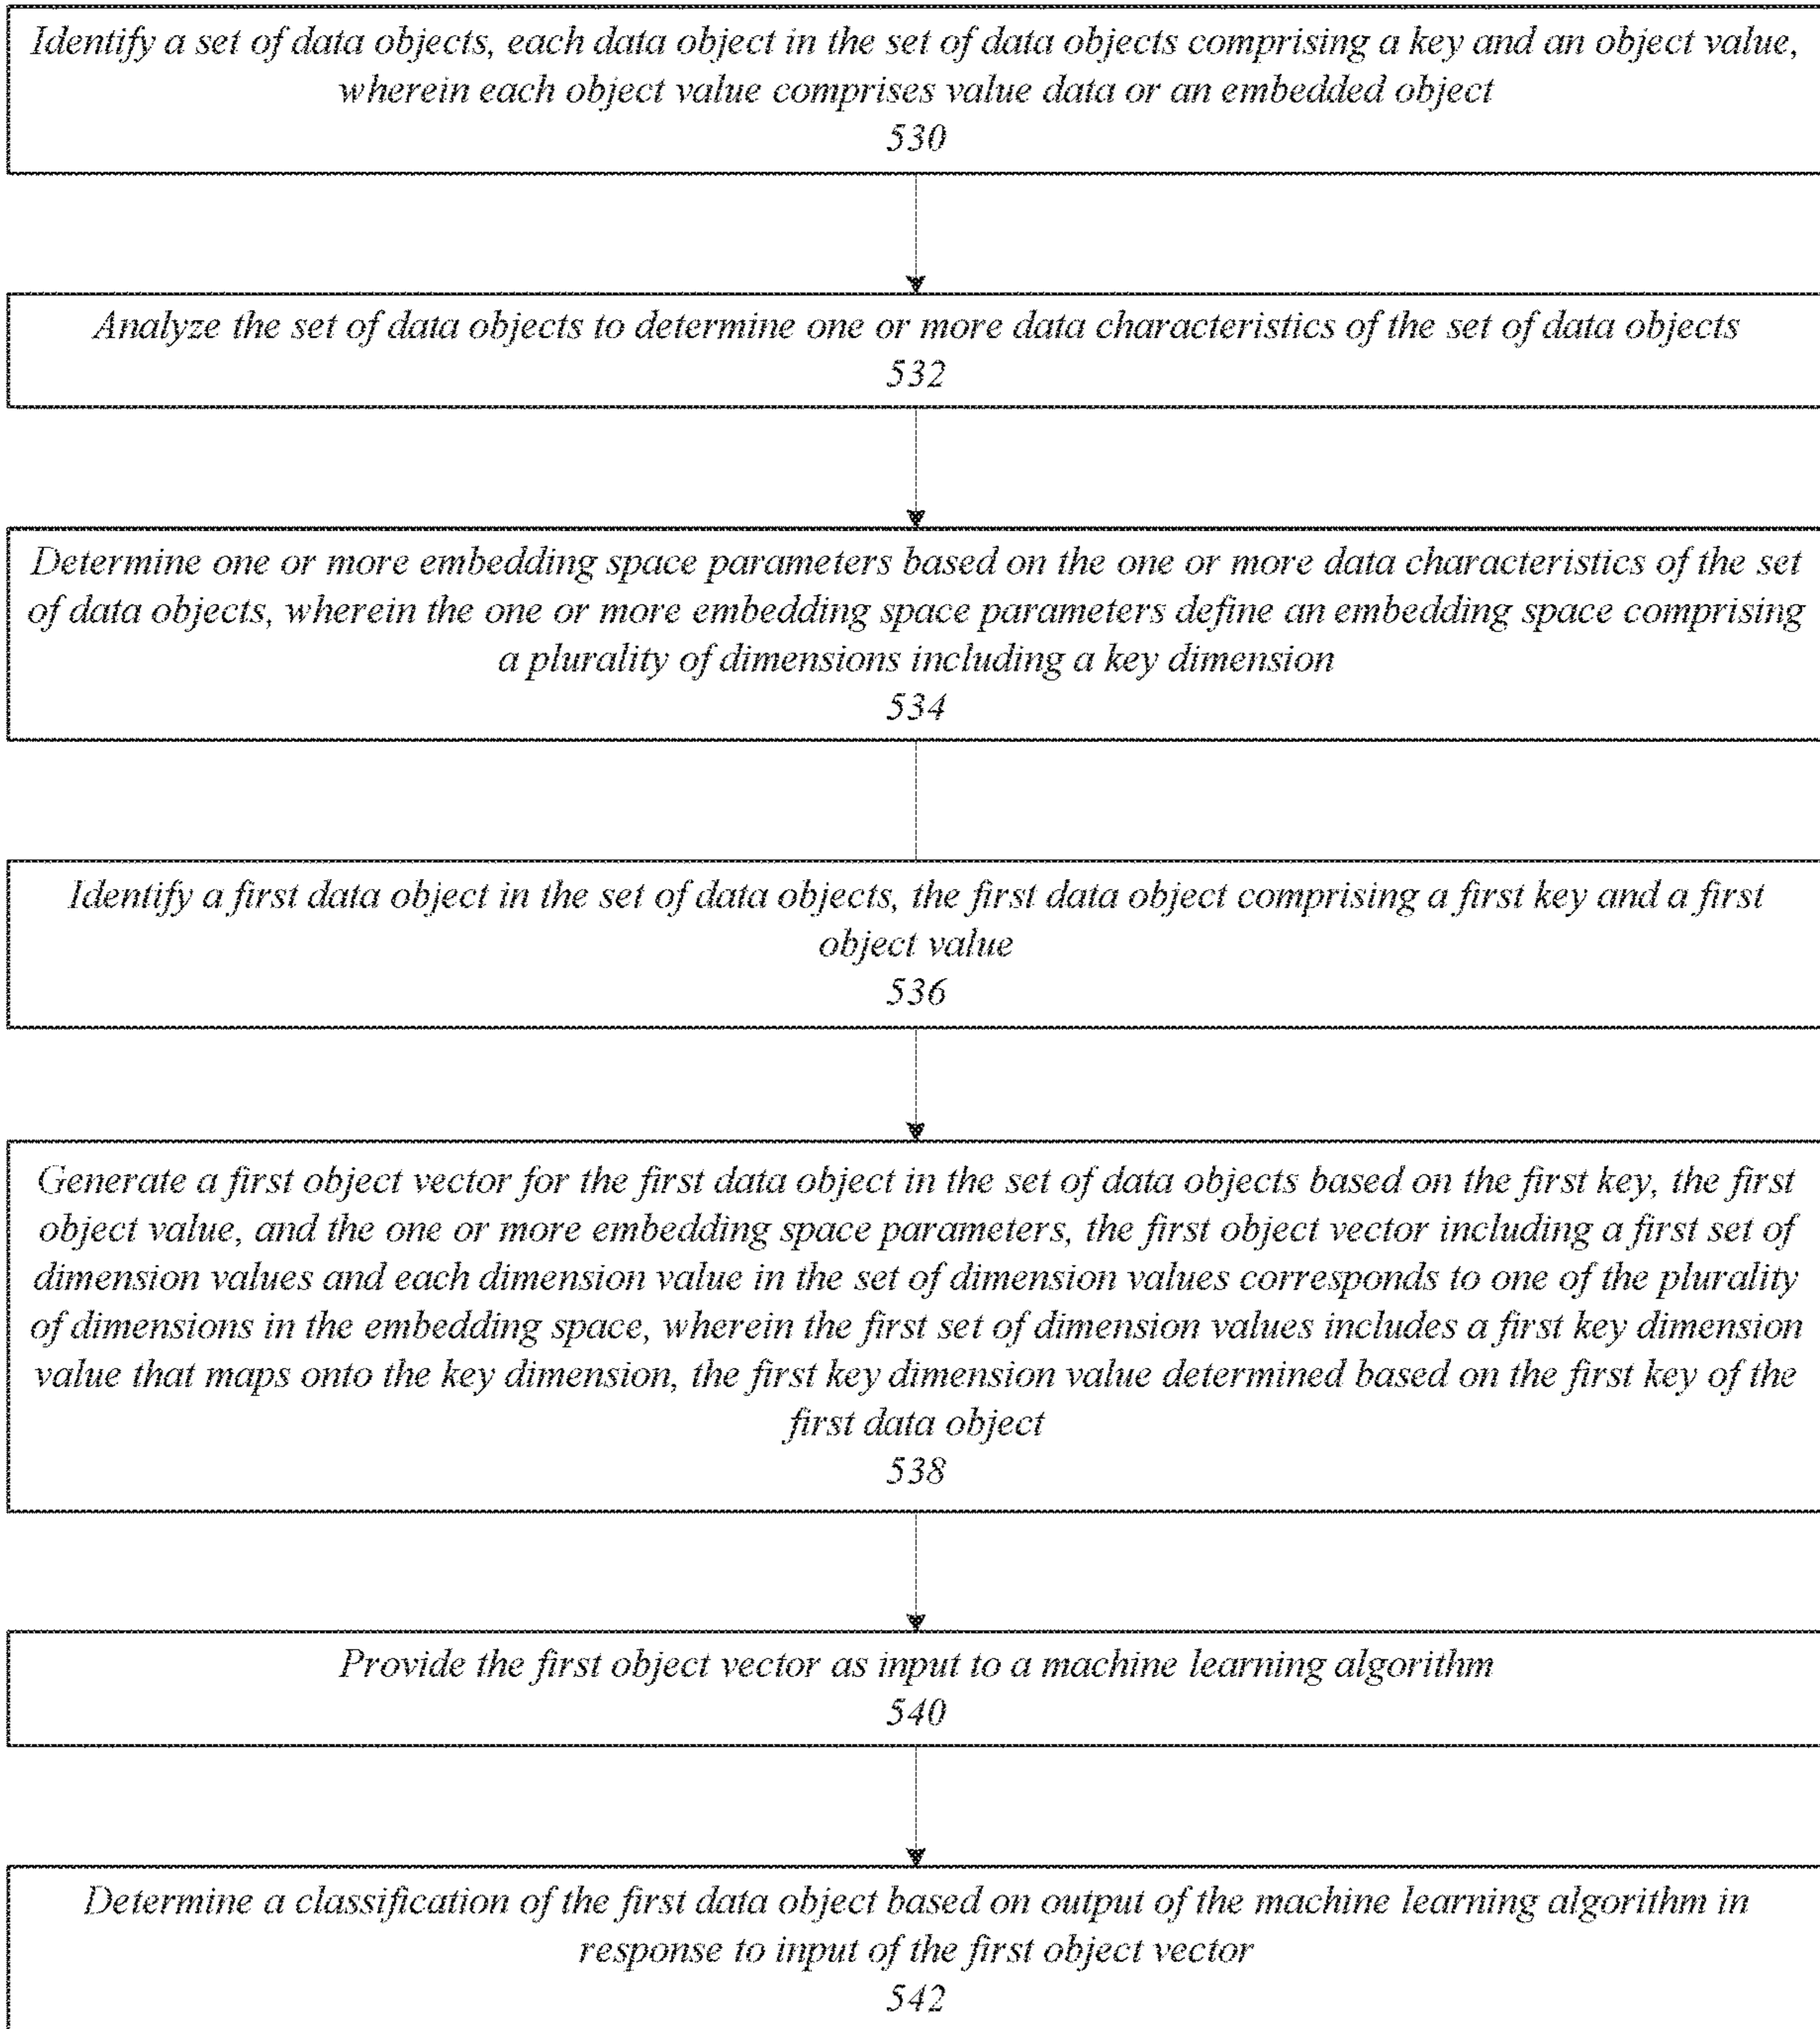 Identify a set of data objects, each data object in the set of data objects comprising a key and an object value,
wherein each object value comprises value data or an embedded object
530
Analyze the set of data objects to determine one or more data characteristics of the set of data objects
532
Determine one or more embedding space parameters based on the one or more data characteristics of the set
of data objects, wherein the one or more embedding space parameters define an embedding space comprising
a plurality of dimensions including a key dimension
534
Identify a first data object in the set of data objects, the first data object comprising a first key and a first
object value
536
Generate a first object vector for the first data object in the set of data objects based on the first key, the first
object value, and the one or more embedding space parameters, the first object vector including a first set of
dimension values and each dimension value in the set of dimension values corresponds to one of the plurality
of dimensions in the embedding space, wherein the first set of dimension values includes a first key dimension
value that maps onto the key dimension, the first key dimension value determined based on the first key of the
first data object
538
Provide the first object vector as input to a machine learning algorithm
540
Determine a classification of the first data object based on output of the machine learning algorithm in
response to input of the first object vector
542